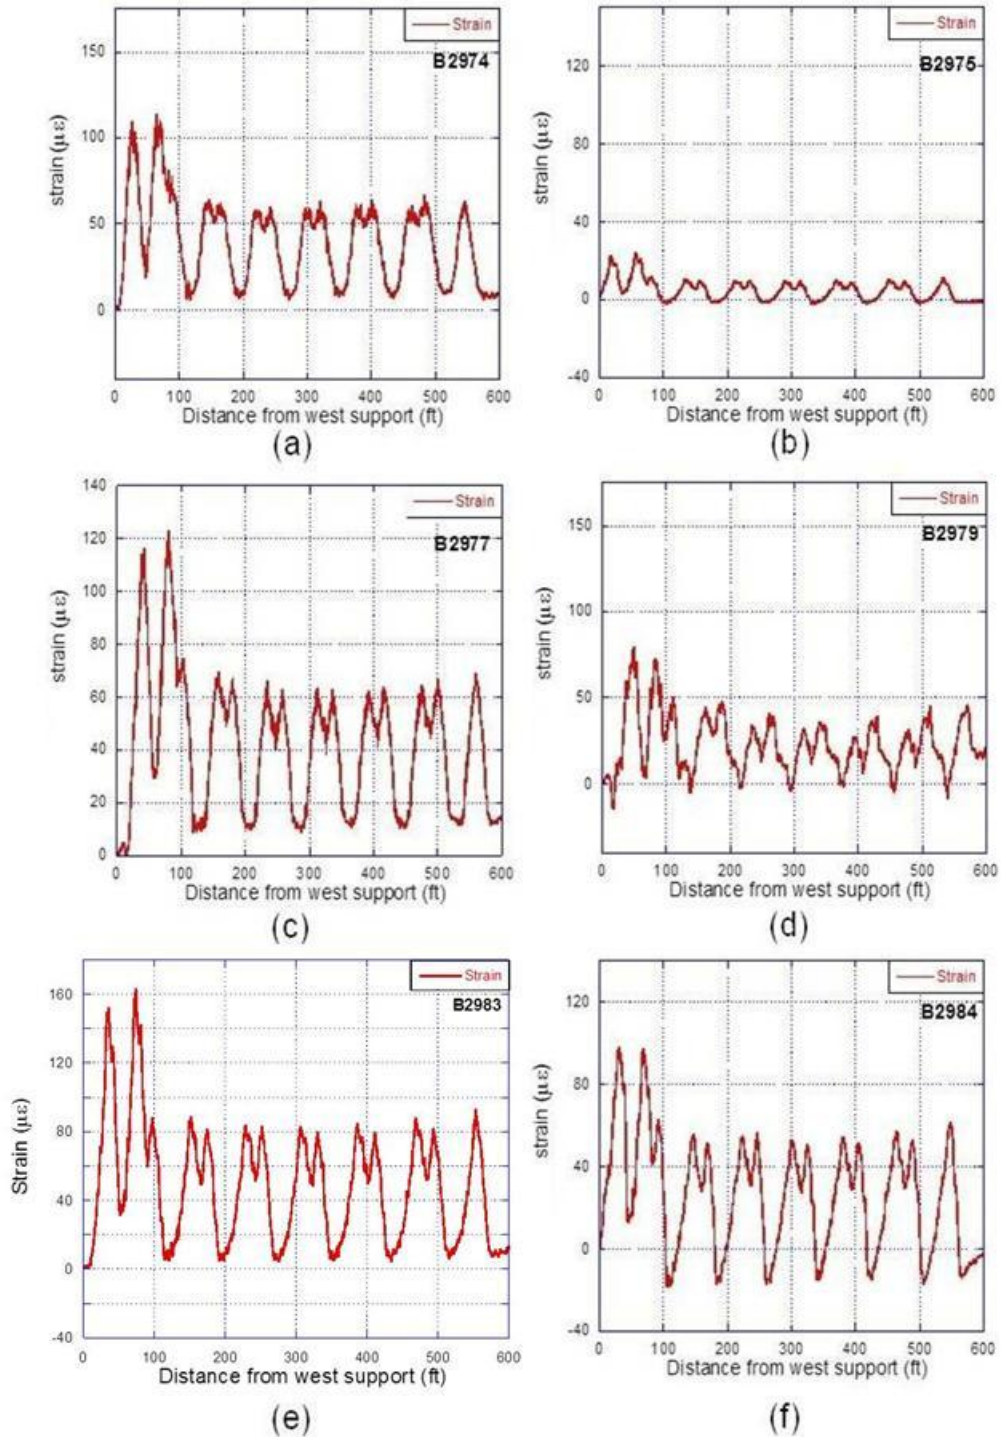 Strain
B2974
150
100
50
0
strain (µε)
0 100 200 300 400 500 600
Distance from west support (ft)
(a)
Strain
B2975
120
80
40
0
-40
strain (µε)
0 100 200 300 400 500 600
Distance from west support (ft)
(b)
Strain
B2977
140
120
100
80
60
40
20
0
strain (µε)
0 100 200 300 400 500 600
Distance from west support (ft)
(c)
Strain
B2979
150
100
50
0
strain (µε)
0 100 200 300 400 500 600
Distance from west support (ft)
(d)
Strain
B2983
160
120
80
40
0
-40
Strain (µε)
0 100 200 300 400 500 600
Distance from west support (ft)
(e)
Strain
B2984
120
80
40
0
-40
strain (µε)
0 100 200 300 400 500 600
Distance from west support (ft)
(f)